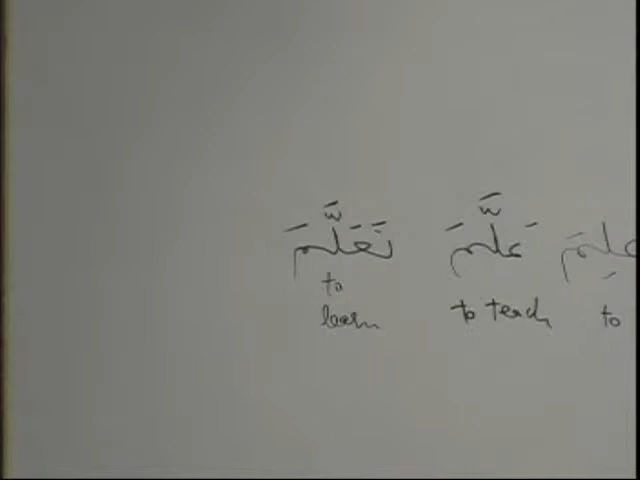 عَلِمَ عَلَّمَ تَعَلَّمَ
to to teach to
learn